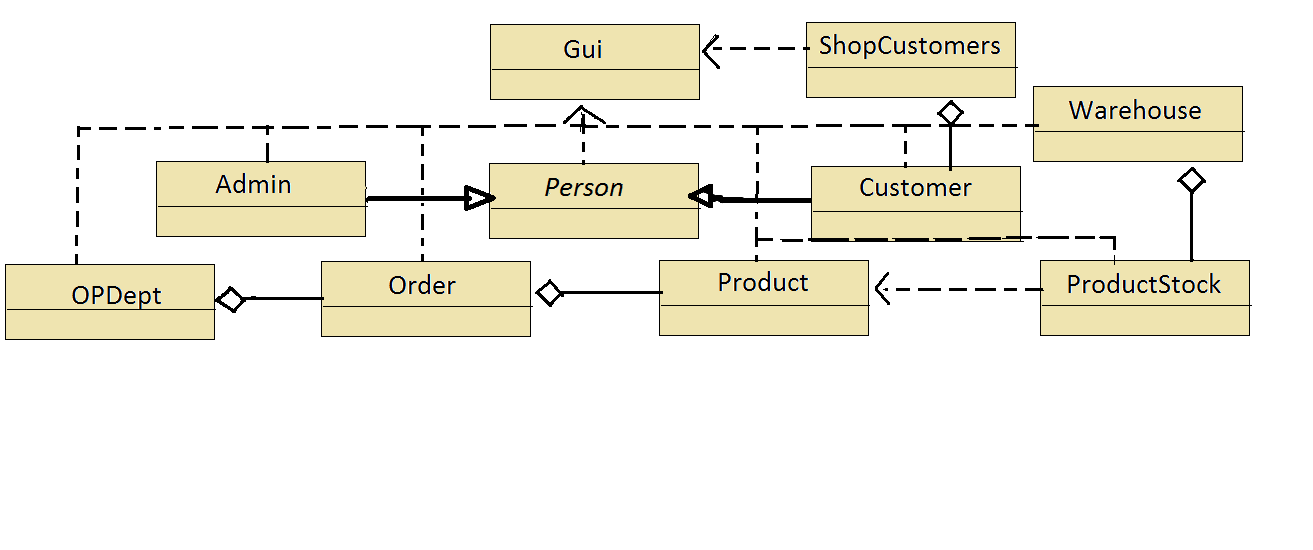 Gui
ShopCustomers
Warehouse
Admin
Person
Customer
OPDept
Order
Product
ProductStock